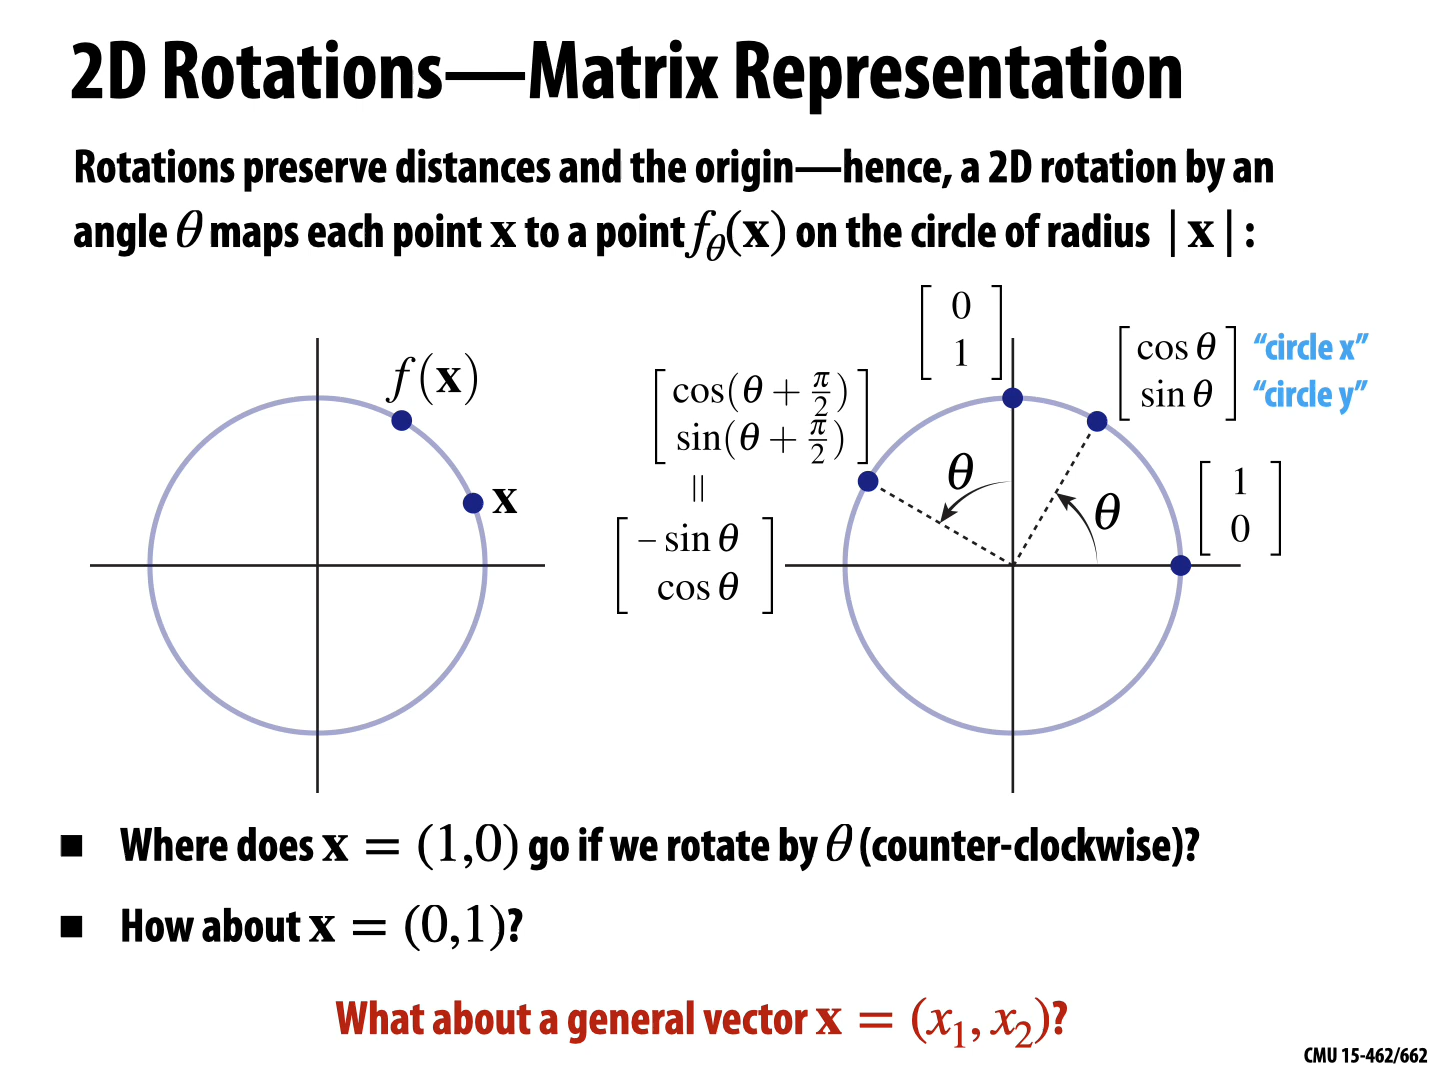 2D Rotations—Matrix Representation
Rotations preserve distances and the origin—hence, a 2D rotation by an
angle θ maps each point x to a point f_θ(x) on the circle of radius |x|:
f(x)
x
[0
1]
[cos θ
sin θ]
“circle x”
“circle y”
[cos(θ + π/2)
sin(θ + π/2)]
=
[−sin θ
cos θ]
θ
θ
[1
0]
■ Where does x = (1,0) go if we rotate by θ (counter-clockwise)?
■ How about x = (0,1)?
What about a general vector x = (x₁, x₂)?
CMU 15-462/662